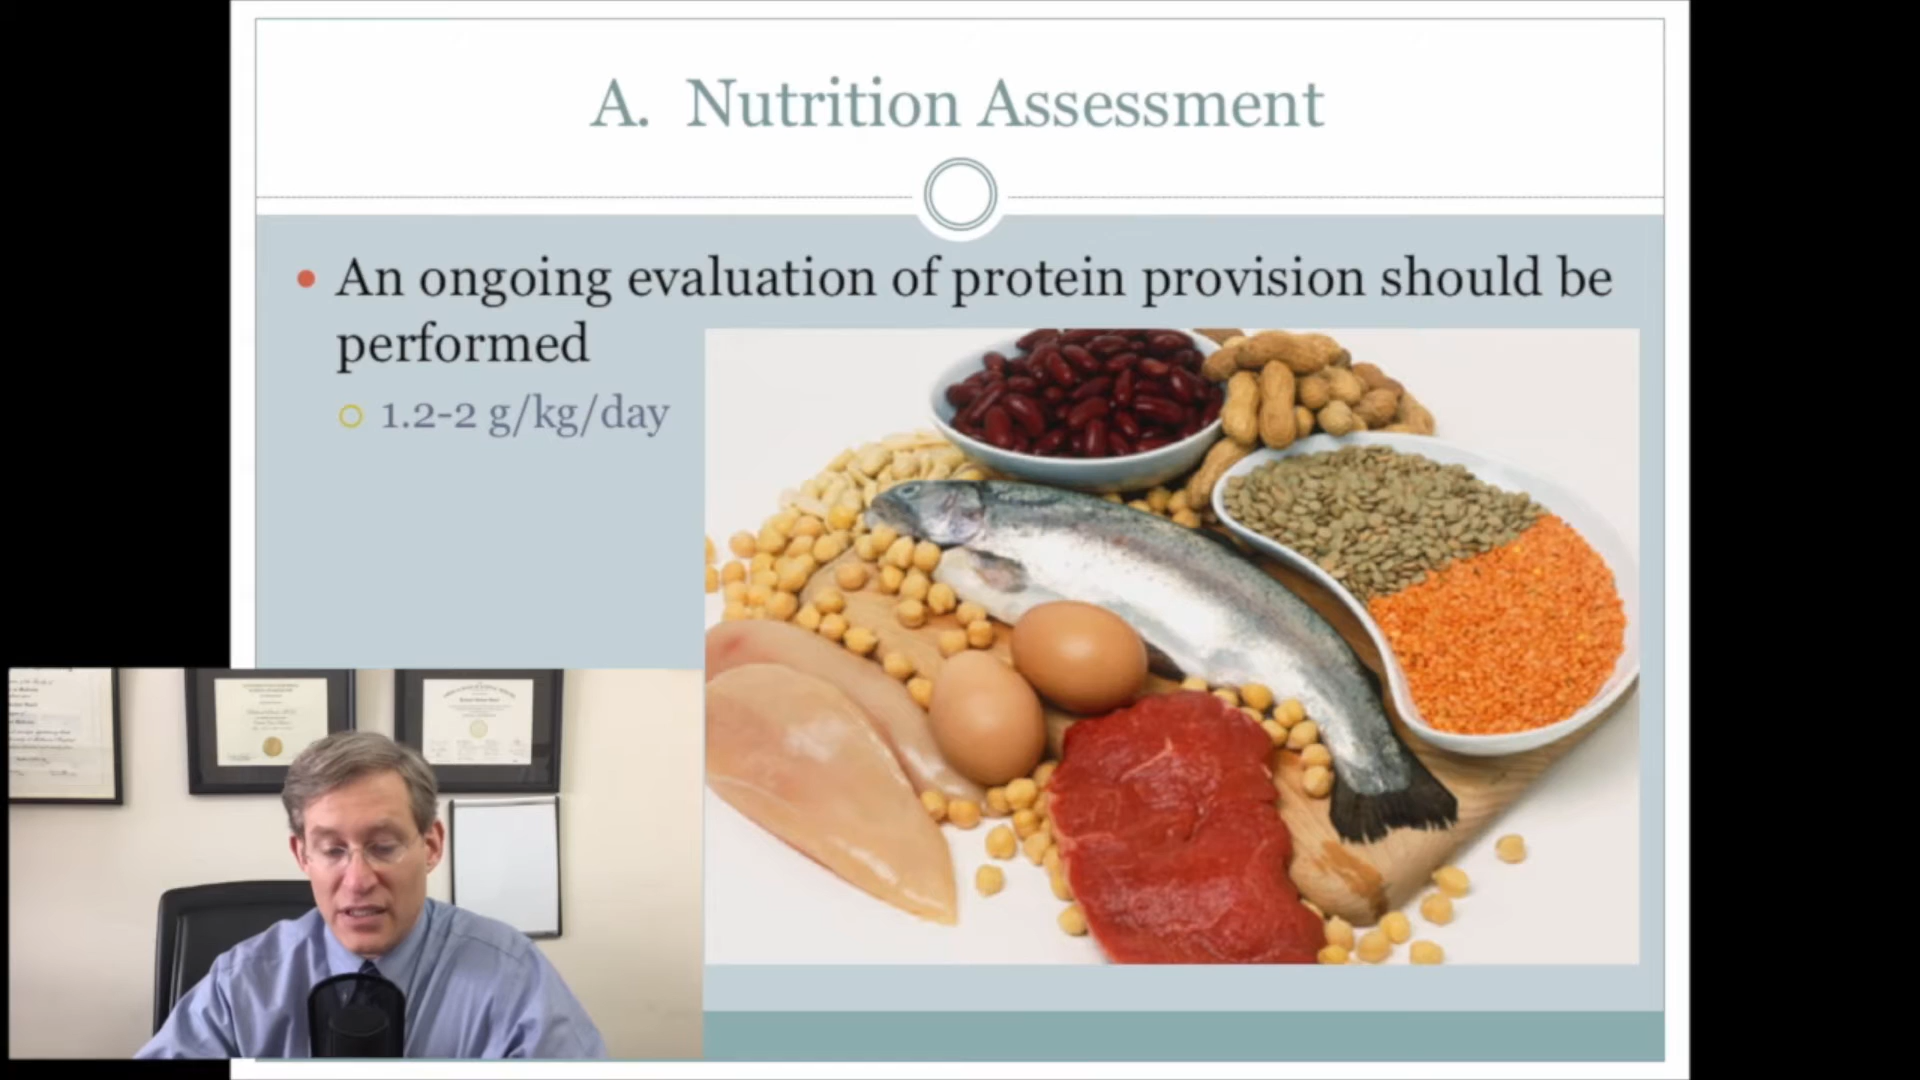 A. Nutrition Assessment
• An ongoing evaluation of protein provision should be
performed
○ 1.2-2 g/kg/day